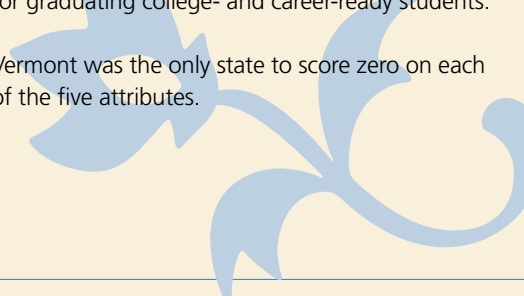 for graduating college- and career-ready students.
Vermont was the only state to score zero on each
of the five attributes.